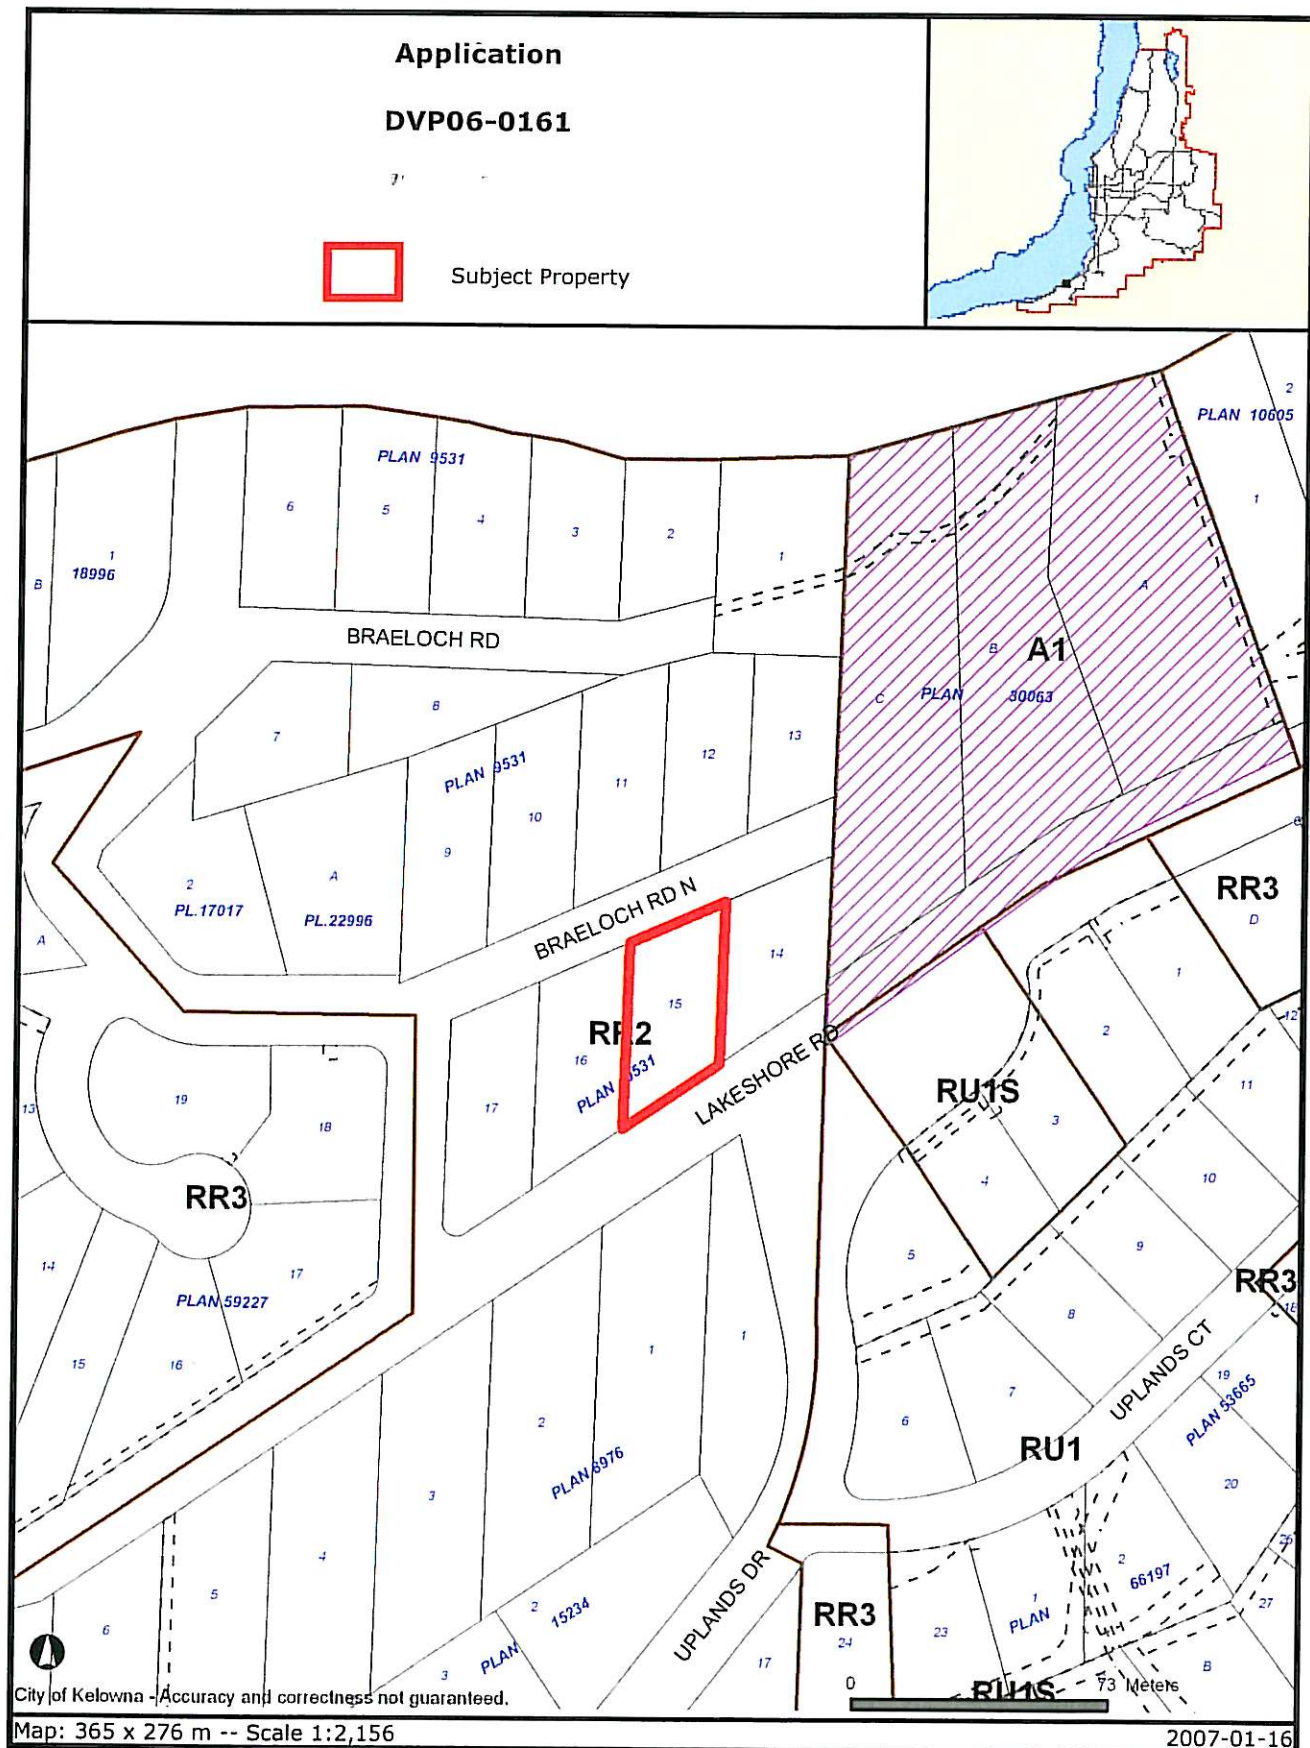 Application
DVP06-0161
Subject Property
2
PLAN 10605
1
PLAN 9531
6
5
4
3
2
1
1
18996
B
A
BRAELOCH RD
B
A1
C
PLAN
30063
8
7
13
12
11
10
9
PLAN 9531
2
PL.17017
A
PL.22996
A
BRAELOCH RD N
RR3
D
14
15
RR2
16
17
LAKESHORE RD
1
2
12
11
RU1S
3
4
10
9
5
8
13
19
18
RR3
14
17
PLAN 59227
15
16
RR3
18
UPLANDS CT
19
PLAN 53665
7
6
RU1
20
1
1
2
PLAN 8976
3
4
5
6
2
15234
PLAN
3
UPLANDS DR
RR3
24
17
23
1
PLAN
2
66197
27
B
RU1S
0
73 Meters
City of Kelowna - Accuracy and correctness not guaranteed.
Map: 365 x 276 m -- Scale 1:2,156
2007-01-16